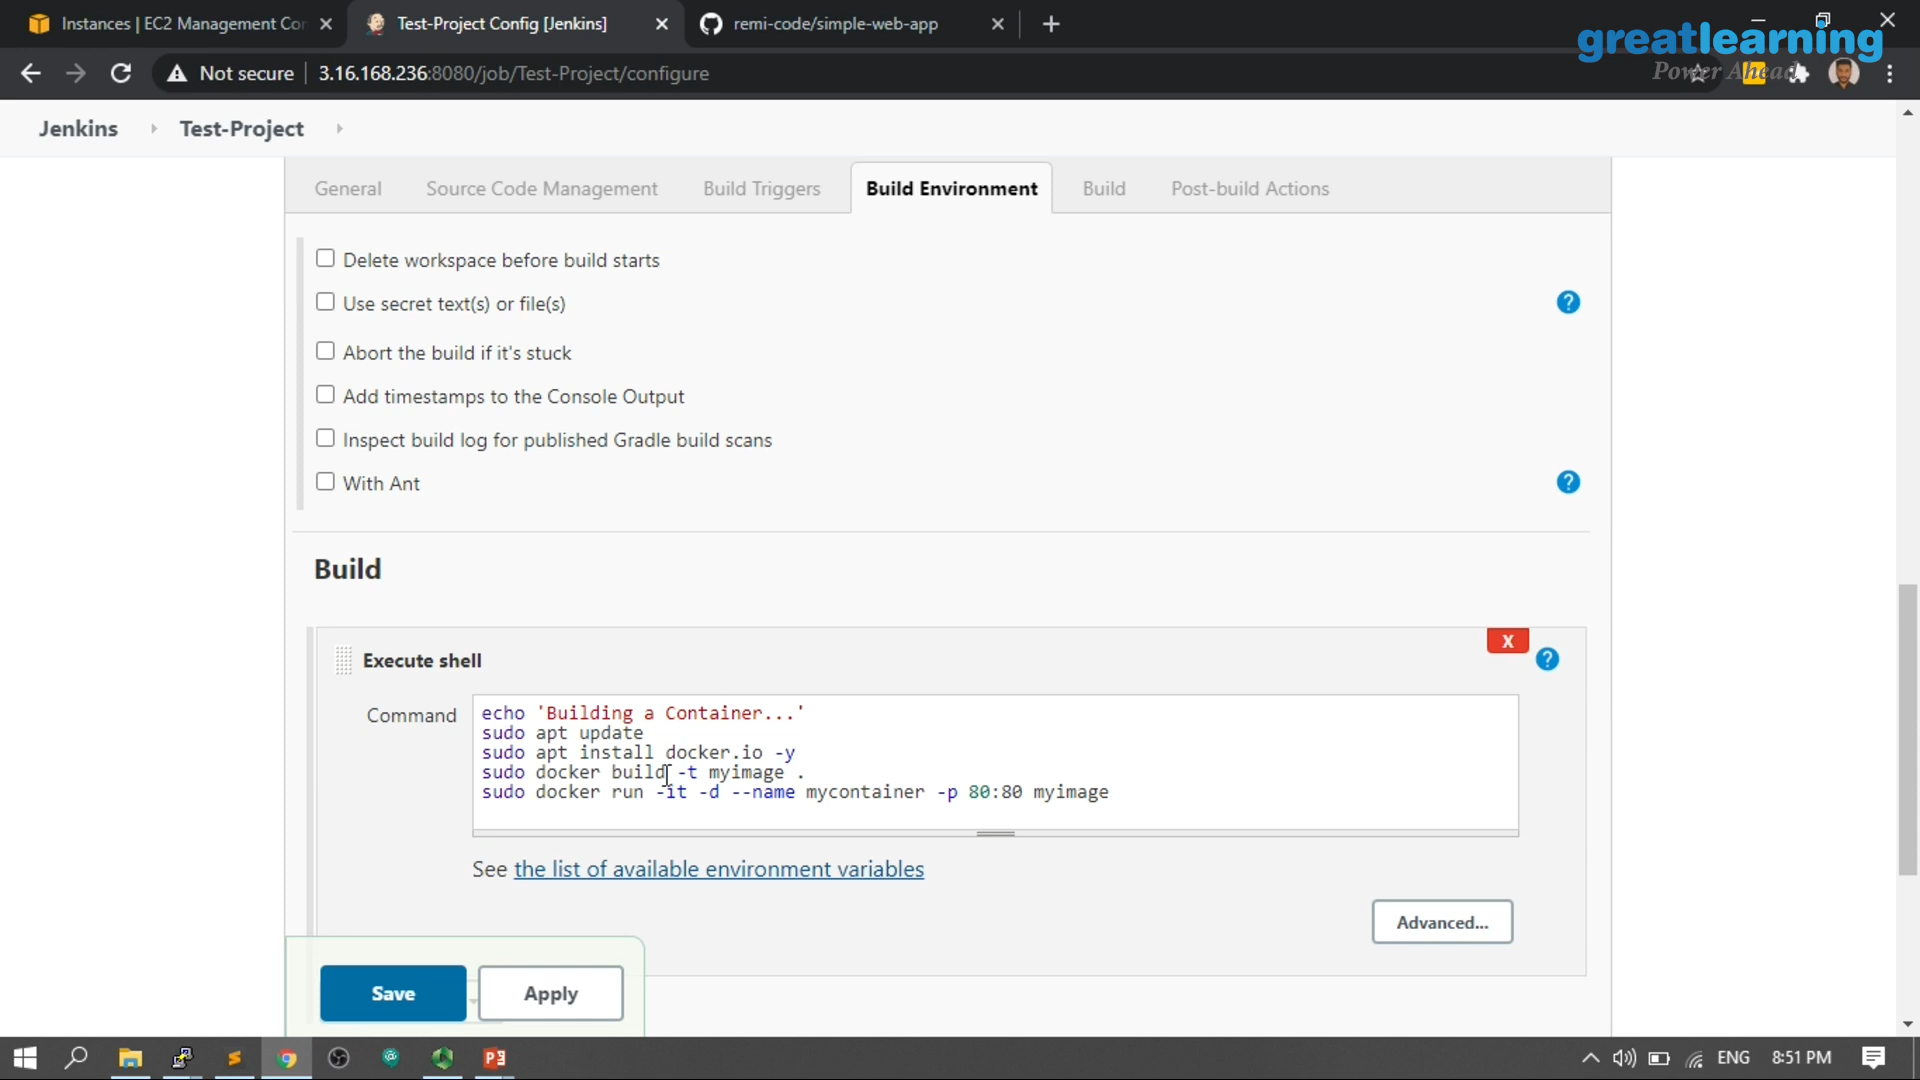 Instances | EC2 Management Cor
Test-Project Config [Jenkins]
remi-code/simple-web-app
greatlearning
Power Ahead
Not secure
3.16.168.236:8080/job/Test-Project/configure
Jenkins
Test-Project
General
Source Code Management
Build Triggers
Build Environment
Build
Post-build Actions
Delete workspace before build starts
Use secret text(s) or file(s)
?
Abort the build if it's stuck
Add timestamps to the Console Output
Inspect build log for published Gradle build scans
With Ant
?
Build
X
Execute shell
?
Command
echo 'Building a Container...'
sudo apt update
sudo apt install docker.io -y
sudo docker build -t myimage .
sudo docker run -it -d --name mycontainer -p 80:80 myimage
See the list of available environment variables
Advanced...
Save
Apply
ENG
8:51 PM